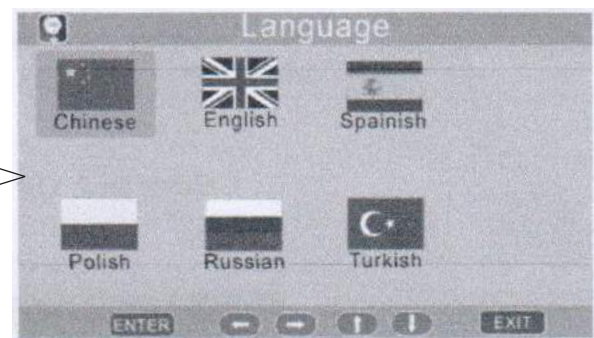 Language
Chinese English Spainish
Polish Russian Turkish
ENTER ← → ↑ ↓ EXIT